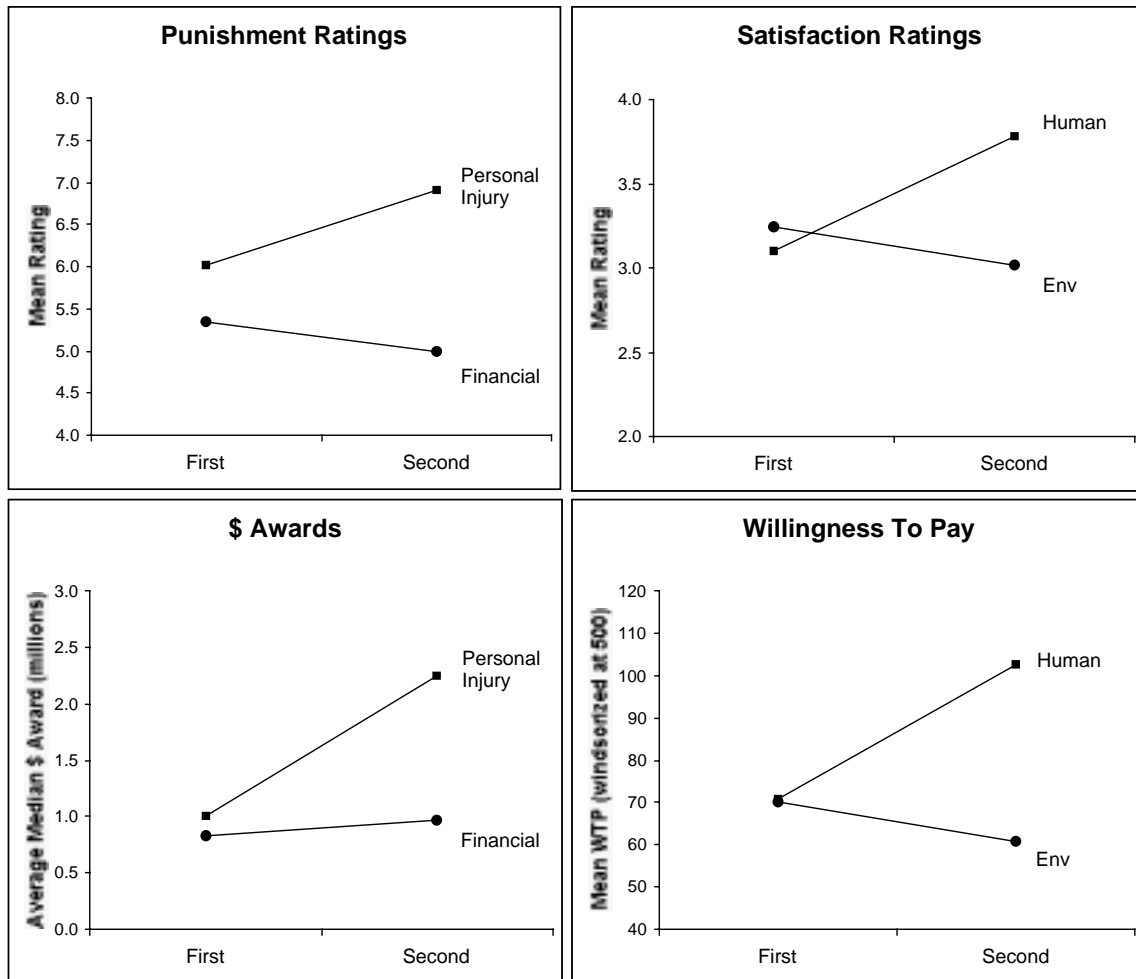 Punishment Ratings
Mean Rating
8.0
7.5
7.0
6.5
6.0
5.5
5.0
4.5
4.0
Personal
Injury
Financial
First
Second
Satisfaction Ratings
Mean Rating
4.0
3.5
3.0
2.5
2.0
Human
Env
First
Second
$ Awards
Average Median $ Award (millions)
3.0
2.5
2.0
1.5
1.0
0.5
0.0
Personal
Injury
Financial
First
Second
Willingness To Pay
Mean WTP (windsorized at 500)
120
110
100
90
80
70
60
50
40
Human
Env
First
Second